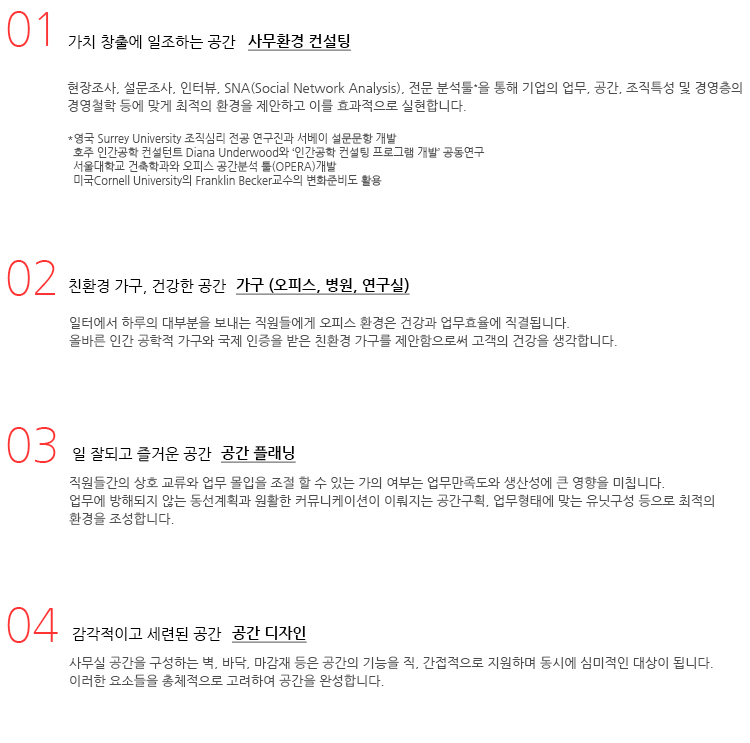 01 가치 창출에 일조하는 공간 사무환경 컨설팅
현장조사, 설문조사, 인터뷰, SNA(Social Network Analysis), 전문 분석툴*을 통해 기업의 업무, 공간, 조직특성 및 경영층의
경영철학 등에 맞게 최적의 환경을 제안하고 이를 효과적으로 실현합니다.
*영국 Surrey University 조직심리 전공 연구진과 서베이 설문문항 개발
호주 인간공학 컨설턴트 Diana Underwood와 '인간공학 컨설팅 프로그램 개발' 공동연구
서울대학교 건축학과와 오피스 공간분석 툴(OPERA)개발
미국Cornell University의 Franklin Becker교수의 변화준비도 활용
02 친환경 가구, 건강한 공간 가구 (오피스, 병원, 연구실)
일터에서 하루의 대부분을 보내는 직원들에게 오피스 환경은 건강과 업무효율에 직결됩니다.
올바른 인간 공학적 가구와 국제 인증을 받은 친환경 가구를 제안함으로써 고객의 건강을 생각합니다.
03 일 잘되고 즐거운 공간 공간 플래닝
직원들간의 상호 교류와 업무 몰입을 조절 할 수 있는 가의 여부는 업무만족도와 생산성에 큰 영향을 미칩니다.
업무에 방해되지 않는 동선계획과 원활한 커뮤니케이션이 이뤄지는 공간구획, 업무형태에 맞는 유닛구성 등으로 최적의
환경을 조성합니다.
04 감각적이고 세련된 공간 공간 디자인
사무실 공간을 구성하는 벽, 바닥, 마감재 등은 공간의 기능을 직, 간접적으로 지원하며 동시에 심미적인 대상이 됩니다.
이러한 요소들을 총체적으로 고려하여 공간을 완성합니다.